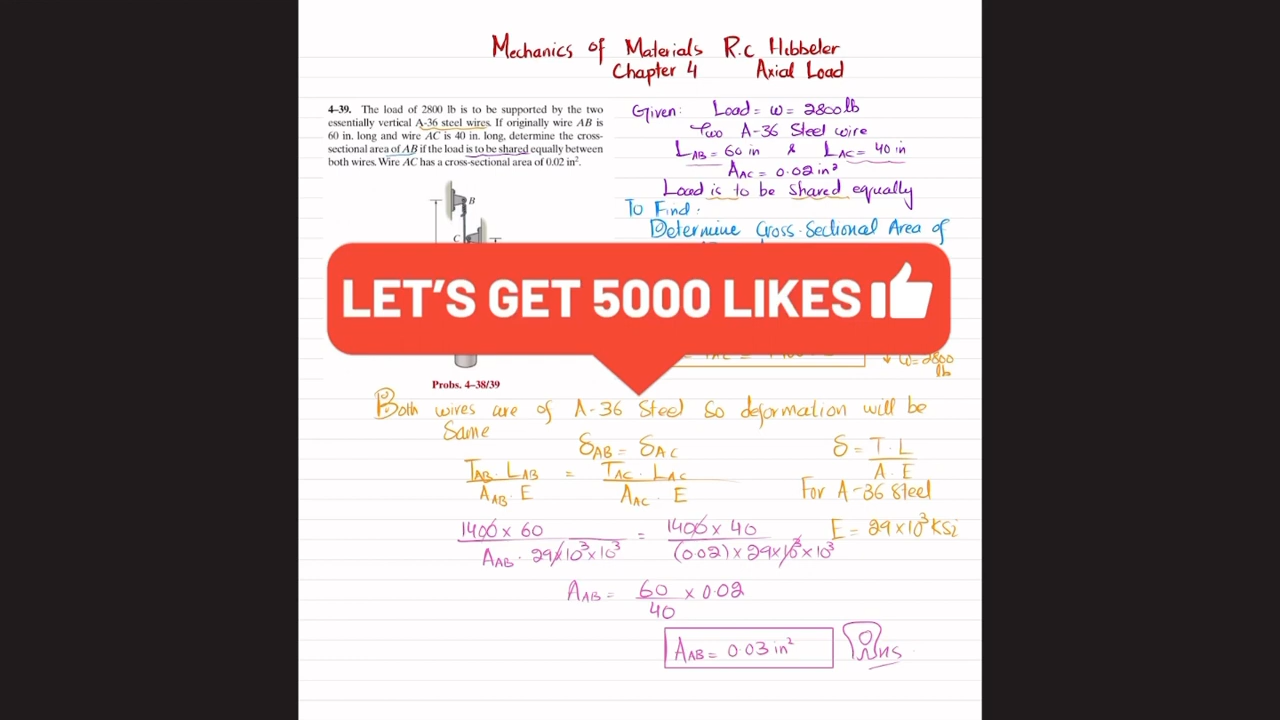 Mechanics of Materials R.c Hibbeler
Chapter 4 Axial Load
4–39. The load of 2800 lb is to be supported by the two
essentially vertical A-36 steel wires. If originally wire AB is
60 in. long and wire AC is 40 in. long, determine the cross-
sectional area of AB if the load is to be shared equally between
both wires. Wire AC has a cross-sectional area of 0.02 in².
B
C
Probs. 4–38/39
Given: Load = w = 2800 lb
Two A-36 Steel wire
LAB = 60 in & LAC = 40 in
AAC = 0.02 in²
Load is to be shared equally
To Find:
Determine Cross-Sectional Area of
LET'S GET 5000 LIKES
w = 2800
lb
Both wires are of A-36 Steel so deformation will be
Same
δAB = δAC
TAB · LAB / AAB · E = TAC · LAC / AAC · E
δ = T · L / A · E
For A-36 Steel
E = 29 × 10³ Ksi
1400 × 60 / AAB · 29 × 10³ × 10³ = 1400 × 40 / (0.02) × 29 × 10³ × 10³
AAB = 60 / 40 × 0.02
AAB = 0.03 in² Ans